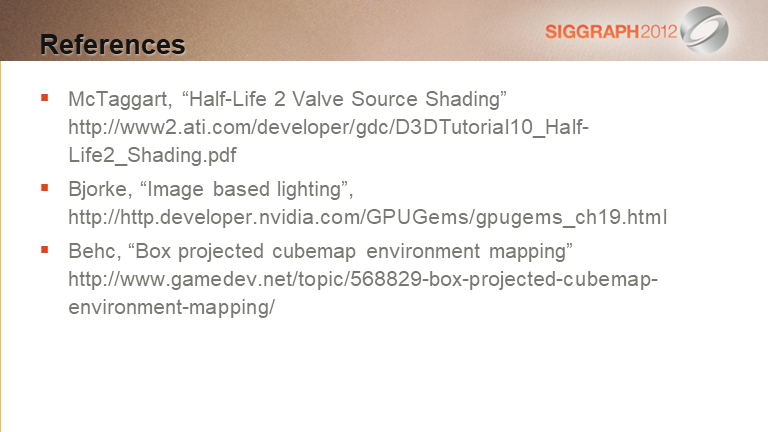 References
SIGGRAPH2012
▪ McTaggart, “Half-Life 2 Valve Source Shading”
http://www2.ati.com/developer/gdc/D3DTutorial10_Half-
Life2_Shading.pdf
▪ Bjorke, “Image based lighting”,
http://http.developer.nvidia.com/GPUGems/gpugems_ch19.html
▪ Behc, “Box projected cubemap environment mapping”
http://www.gamedev.net/topic/568829-box-projected-cubemap-
environment-mapping/